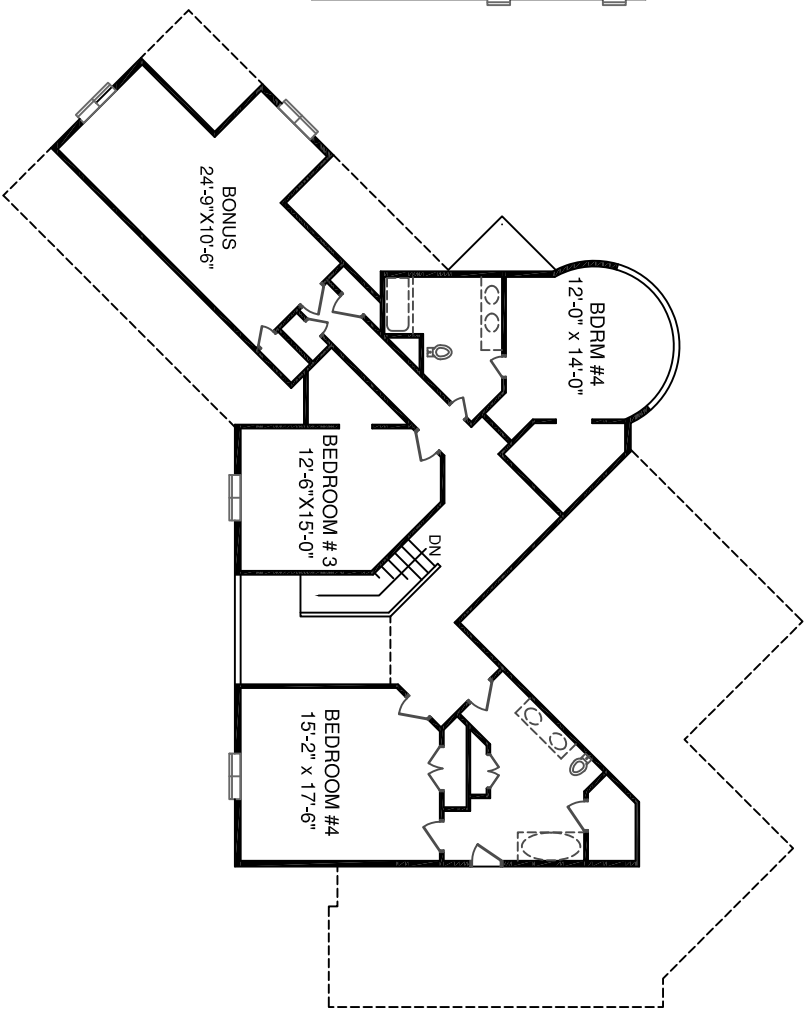 BONUS
24'-9"X10'-6"
BDRM #4
12'-0" x 14'-0"
BEDROOM # 3
12'-6"X15'-0"
DN
BEDROOM #4
15'-2" x 17'-6"